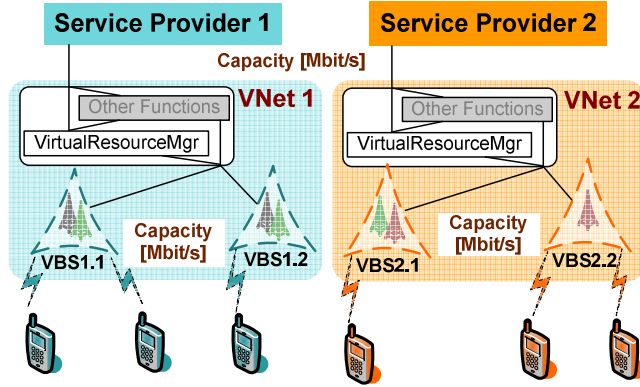 Service Provider 1
Service Provider 2
Capacity [Mbit/s]
Other Functions
VNet 1
Other Functions
VNet 2
VirtualResourceMgr
VirtualResourceMgr
Capacity
[Mbit/s]
Capacity
[Mbit/s]
VBS1.1
VBS1.2
VBS2.1
VBS2.2